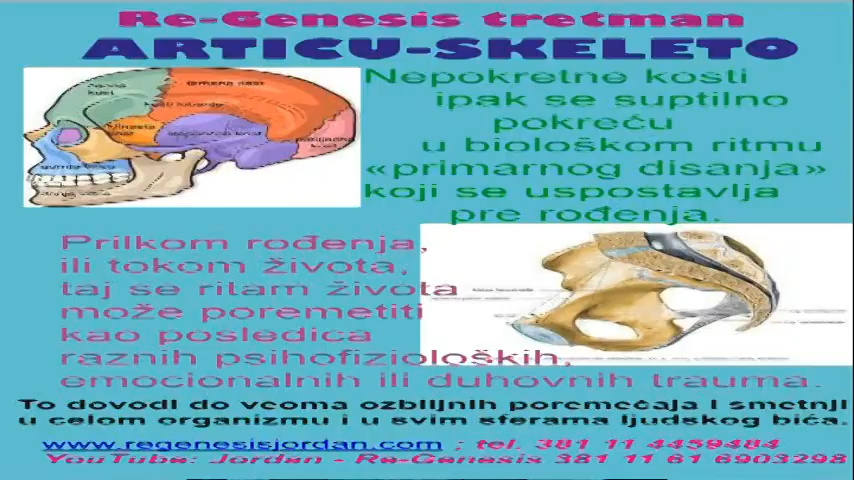 Re-Genesis tretman
ARTICU-SKELETO
Nepokretne kosti
ipak se suptilno
pokreću
u biološkom ritmu
«primarnog disanja»
koji se uspostavlja
pre rođenja.
Prilkom rođenja,
ili tokom života,
taj se ritam života
može poremetiti
kao posledica
raznih psihofizioloških,
emocionalnih ili duhovnih trauma.
To dovodi do veoma ozbiljnih poremećaja i smetnji
u celom organizmu i u svim sferama ljudskog bića.
www.regenesisjordan.com ; tel. 381 11 4459484
YouTube: Jordan - Re-Genesis 381 11 61 6903298